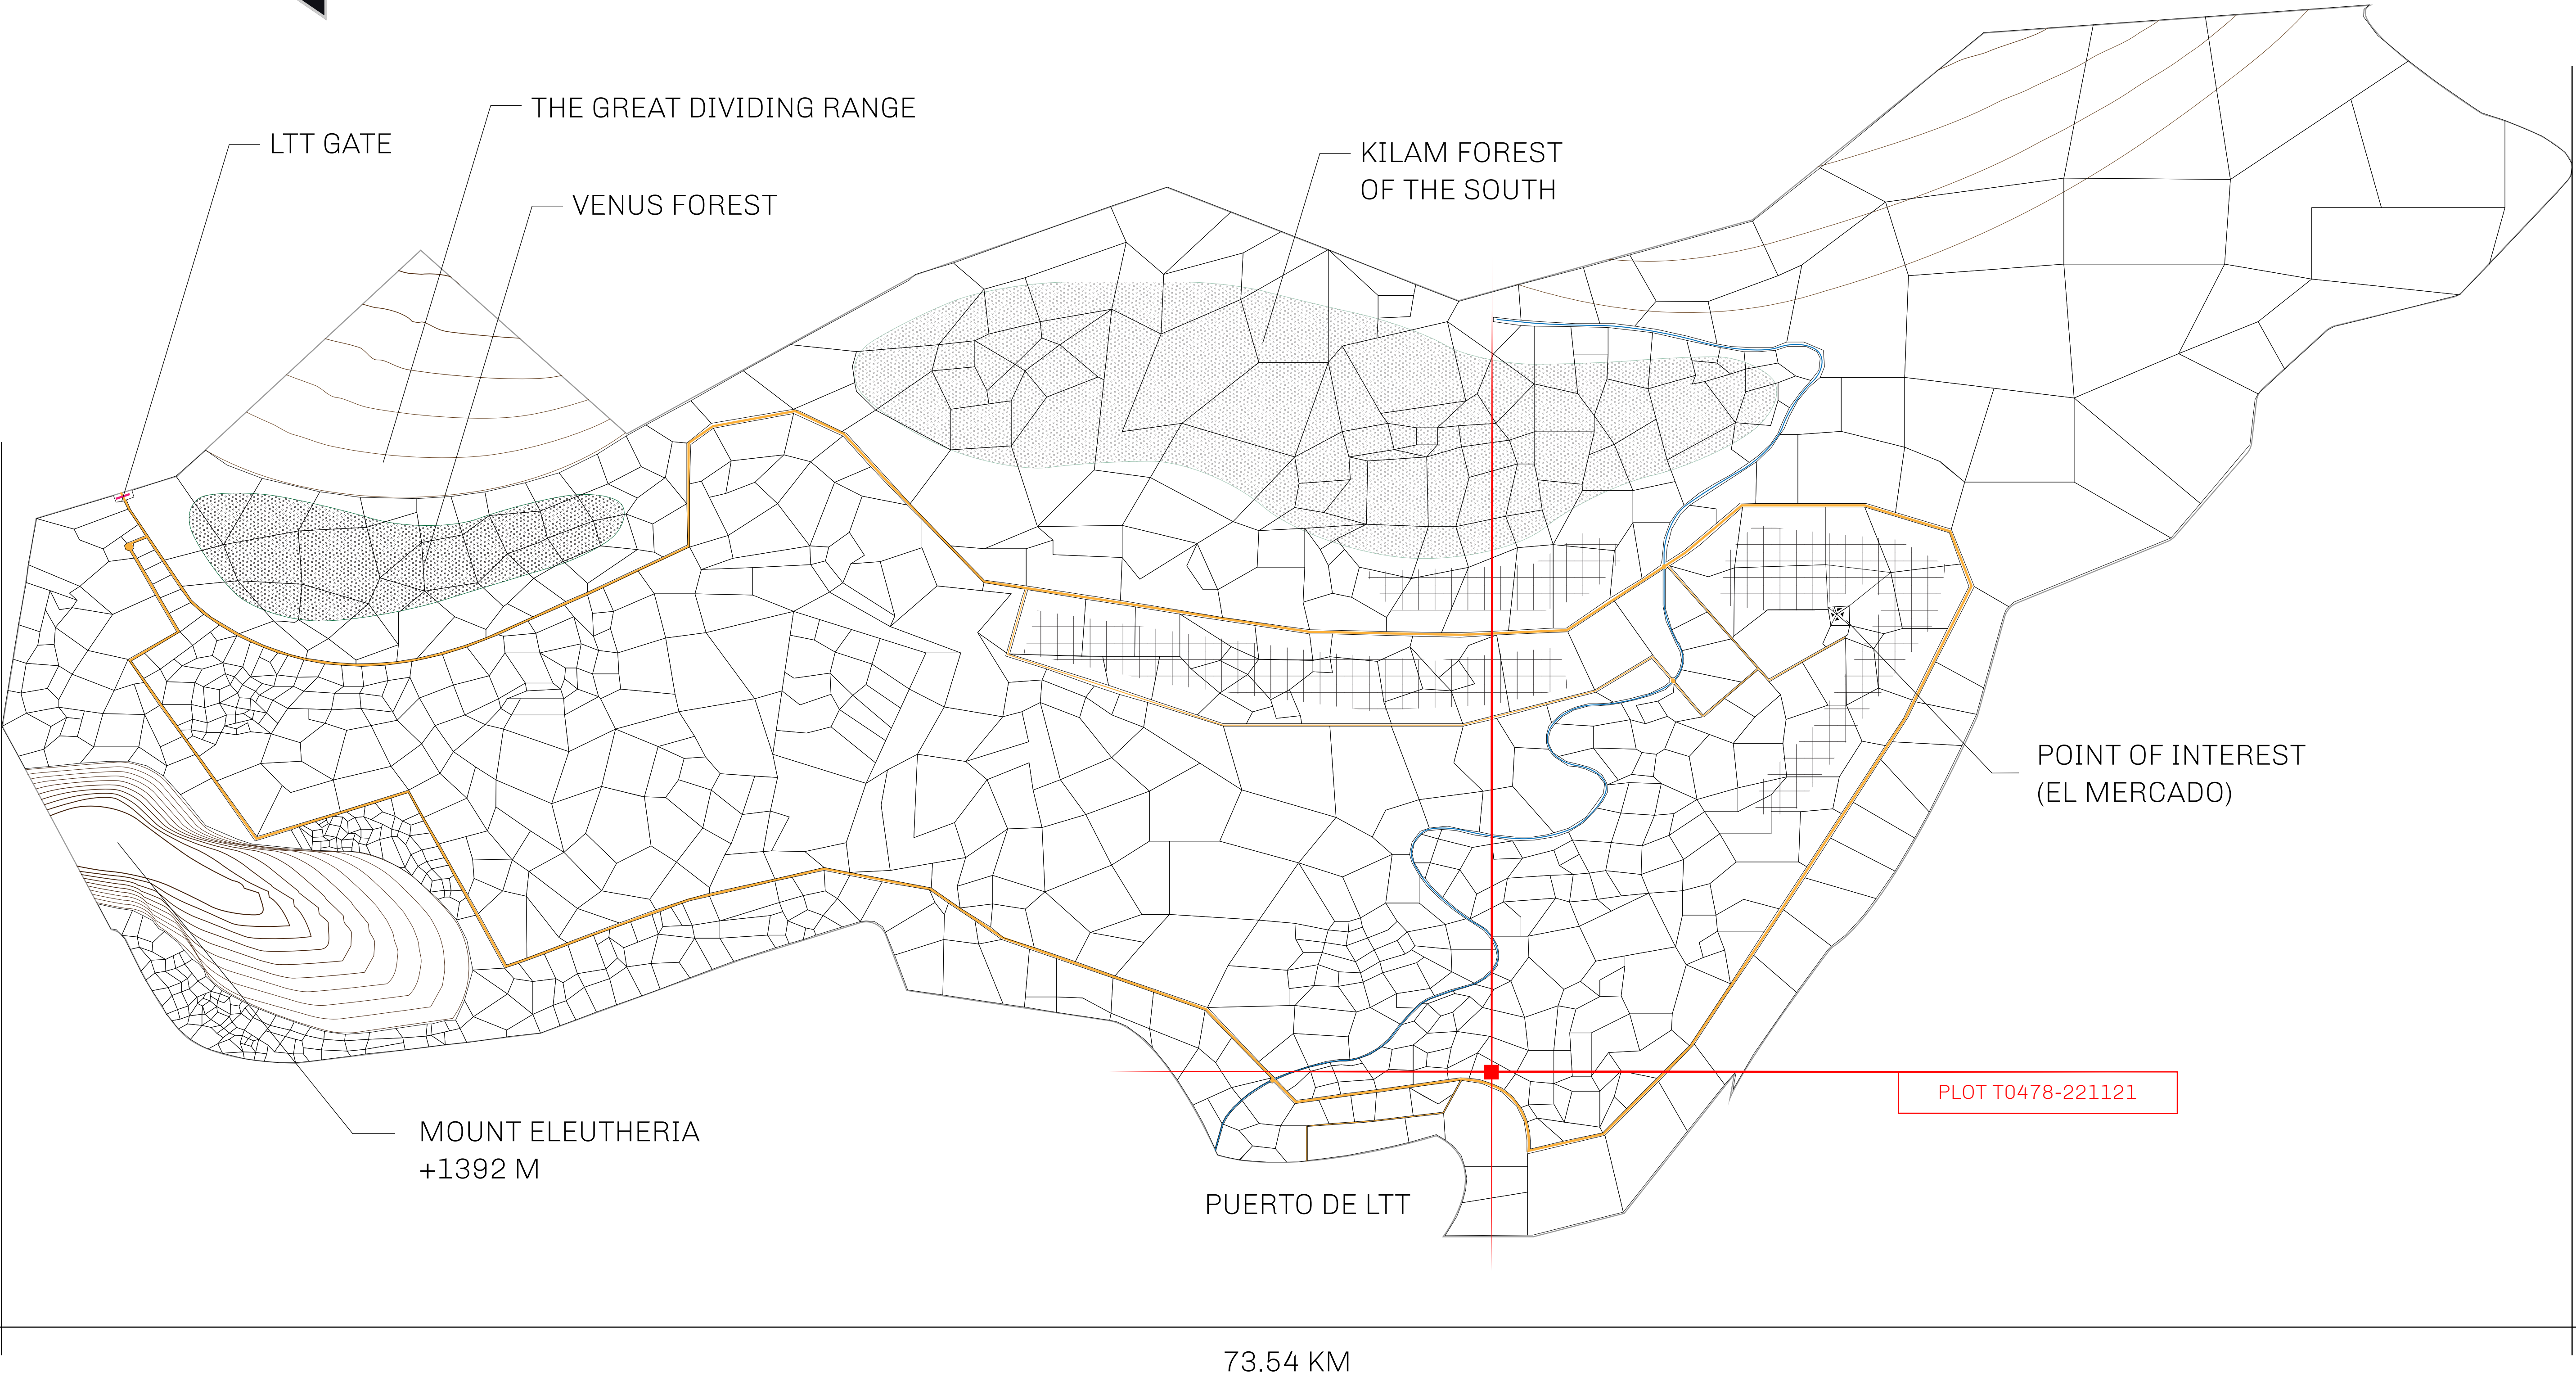 THE GREAT DIVIDING RANGE
LTT GATE
VENUS FOREST
KILAM FOREST
OF THE SOUTH
POINT OF INTEREST
(EL MERCADO)
PLOT T0478-221121
MOUNT ELEUTHERIA
+1392 M
PUERTO DE LTT
73.54 KM